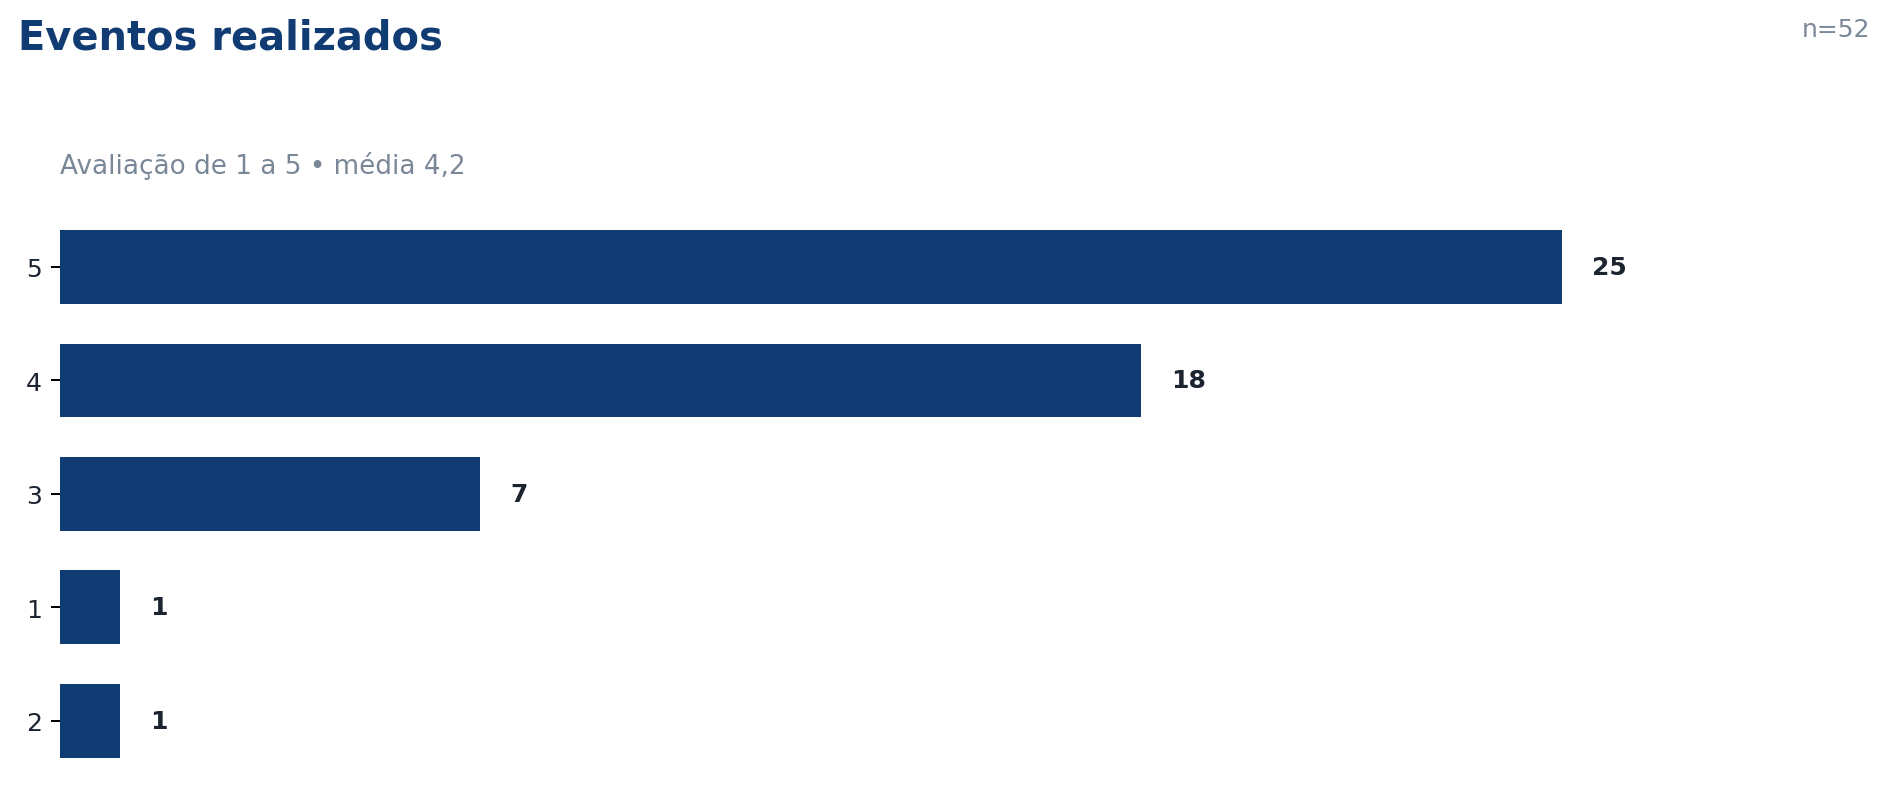 Eventos realizados
n=52
Avaliação de 1 a 5 • média 4,2
5 25
4 18
3 7
1 1
2 1